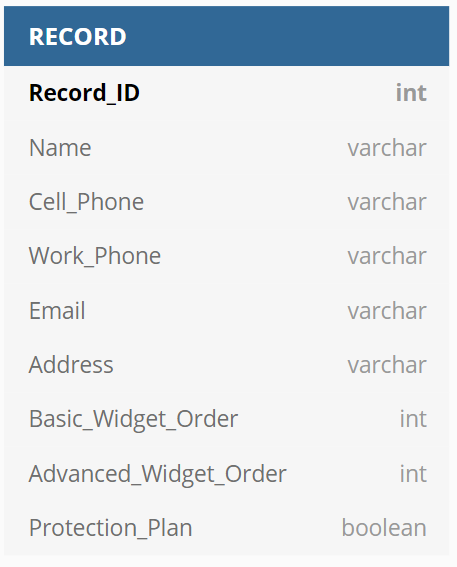 RECORD
Record_ID int
Name varchar
Cell_Phone varchar
Work_Phone varchar
Email varchar
Address varchar
Basic_Widget_Order int
Advanced_Widget_Order int
Protection_Plan boolean